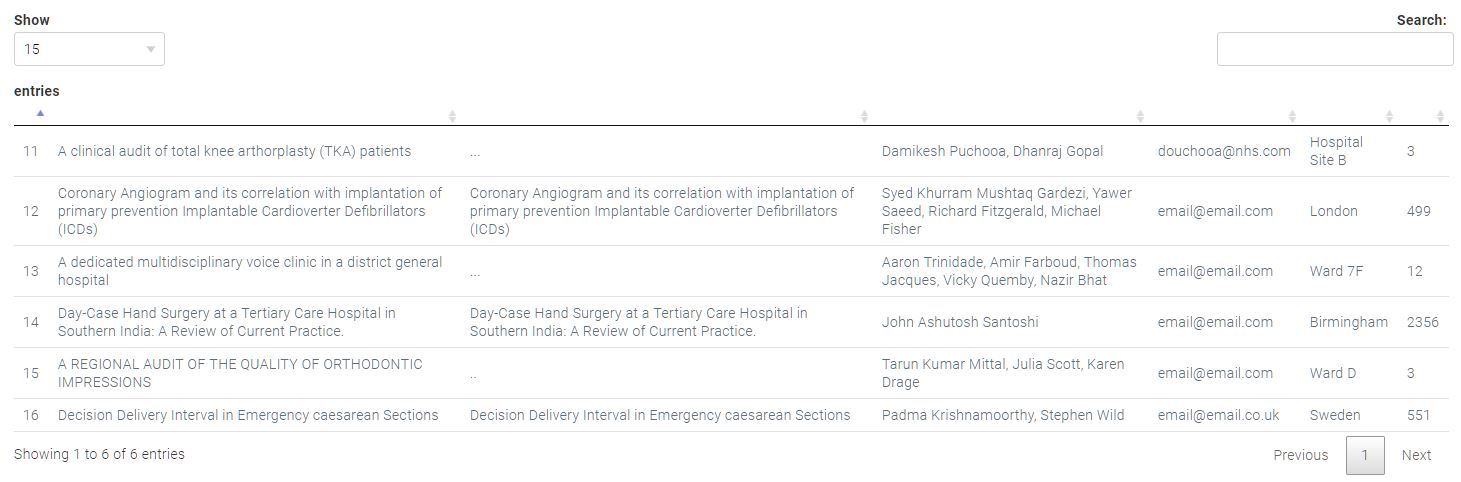 Show
Search:
15
entries
11 A clinical audit of total knee arthorplasty (TKA) patients ... Damikesh Puchooa, Dhanraj Gopal douchooa@nhs.com Hospital Site B 3
12 Coronary Angiogram and its correlation with implantation of primary prevention Implantable Cardioverter Defibrillators (ICDs) Coronary Angiogram and its correlation with implantation of primary prevention Implantable Cardioverter Defibrillators (ICDs) Syed Khurram Mushtaq Gardezi, Yawer Saeed, Richard Fitzgerald, Michael Fisher email@email.com London 499
13 A dedicated multidisciplinary voice clinic in a district general hospital ... Aaron Trinidade, Amir Farboud, Thomas Jacques, Vicky Quemby, Nazir Bhat email@email.com Ward 7F 12
14 Day-Case Hand Surgery at a Tertiary Care Hospital in Southern India: A Review of Current Practice. Day-Case Hand Surgery at a Tertiary Care Hospital in Southern India: A Review of Current Practice. John Ashutosh Santoshi email@email.com Birmingham 2356
15 A REGIONAL AUDIT OF THE QUALITY OF ORTHODONTIC IMPRESSIONS .. Tarun Kumar Mittal, Julia Scott, Karen Drage email@email.com Ward D 3
16 Decision Delivery Interval in Emergency caesarean Sections Decision Delivery Interval in Emergency caesarean Sections Padma Krishnamoorthy, Stephen Wild email@email.co.uk Sweden 551
Showing 1 to 6 of 6 entries
Previous 1 Next